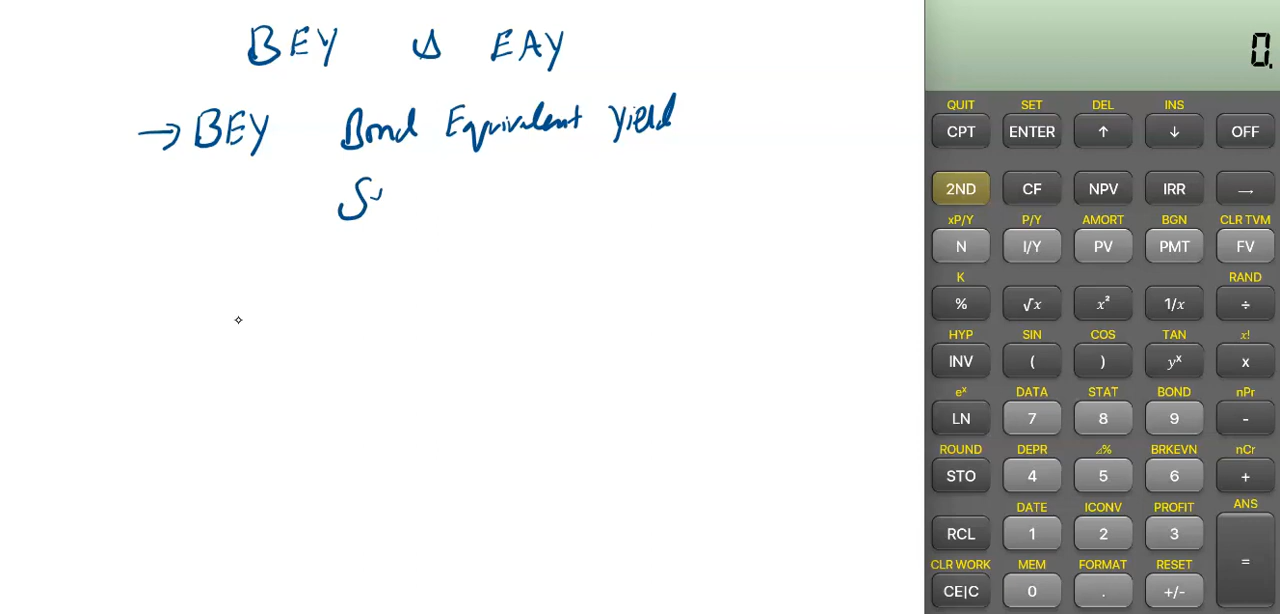 BEY & EAY
→ BEY Bond Equivalent Yield
0.
QUIT SET DEL INS
CPT ENTER ↑ ↓ OFF
2ND CF NPV IRR →
xP/Y P/Y AMORT BGN CLR TVM
N I/Y PV PMT FV
K RAND
% √x x² 1/x ÷
HYP SIN COS TAN x!
INV ( ) yˣ x
eˣ DATA STAT BOND nPr
LN 7 8 9 -
ROUND DEPR ⊿% BRKEVN nCr
STO 4 5 6 +
DATE ICONV PROFIT ANS
RCL 1 2 3 =
CLR WORK MEM FORMAT RESET
CE|C 0 . +/-